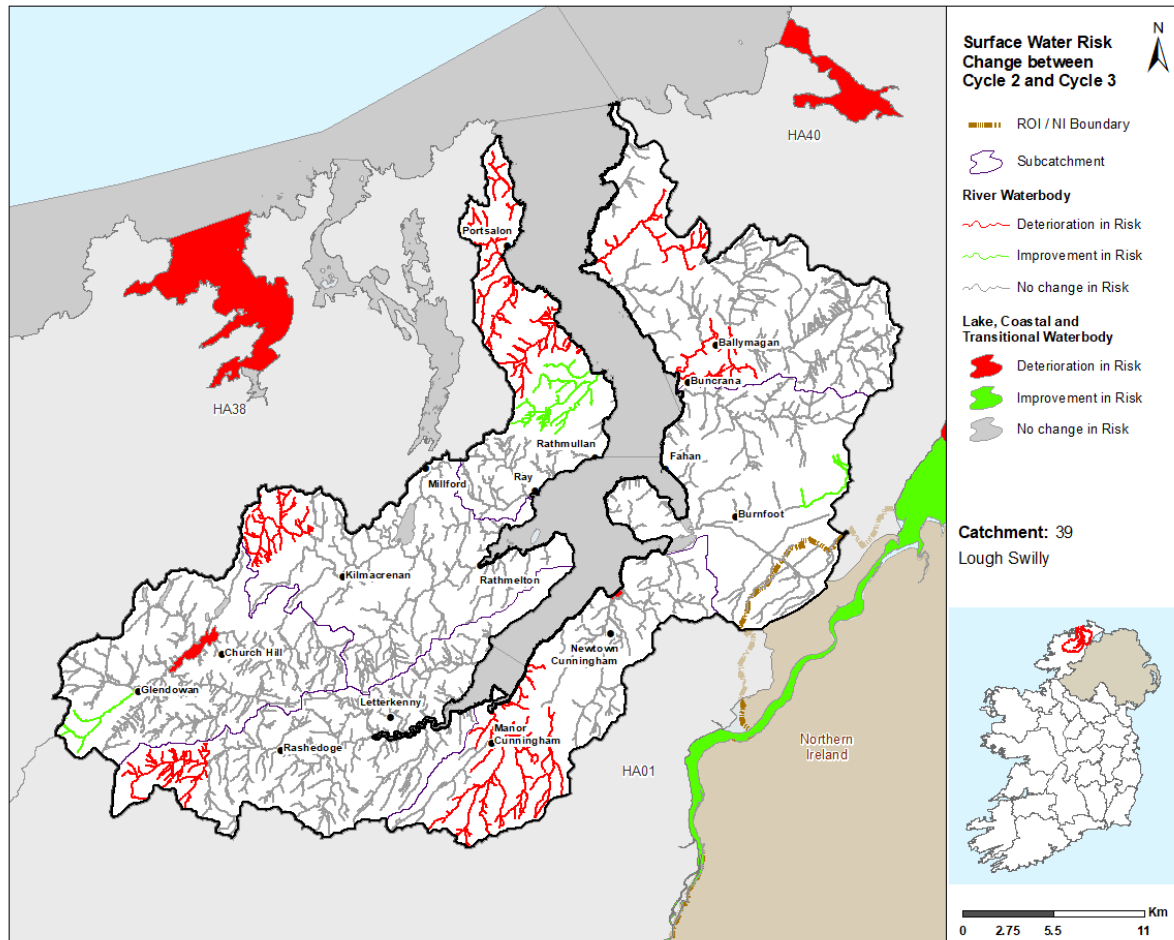 Surface Water Risk
Change between
Cycle 2 and Cycle 3
N
ROI / NI Boundary
Subcatchment
River Waterbody
Deterioration in Risk
Improvement in Risk
No change in Risk
Lake, Coastal and
Transitional Waterbody
Deterioration in Risk
Improvement in Risk
No change in Risk
Catchment: 39
Lough Swilly
Km
0 2.75 5.5 11
HA40
Portsalon
Ballymagan
Buncrana
HA38
Rathmullan
Fahan
Millford
Ray
Burnfoot
Kilmacrenan
Rathmelton
Newtown
Cunningham
Church Hill
Glendowan
Letterkenny
Manor
Cunningham
Rashedoge
Northern
Ireland
HA01